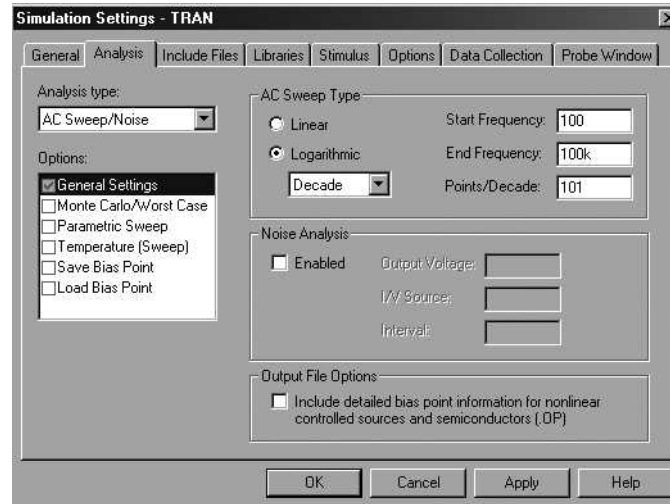 Simulation Settings - TRAN
General Analysis Include Files Libraries Stimulus Options Data Collection Probe Window
Analysis type:
AC Sweep/Noise
Options:
General Settings
Monte Carlo/Worst Case
Parametric Sweep
Temperature (Sweep)
Save Bias Point
Load Bias Point
AC Sweep Type
Linear
Logarithmic
Decade
Start Frequency: 100
End Frequency: 100k
Points/Decade: 101
Noise Analysis
Enabled
Output Voltage:
I/V Source:
Interval:
Output File Options
Include detailed bias point information for nonlinear
controlled sources and semiconductors (.OP)
OK Cancel Apply Help